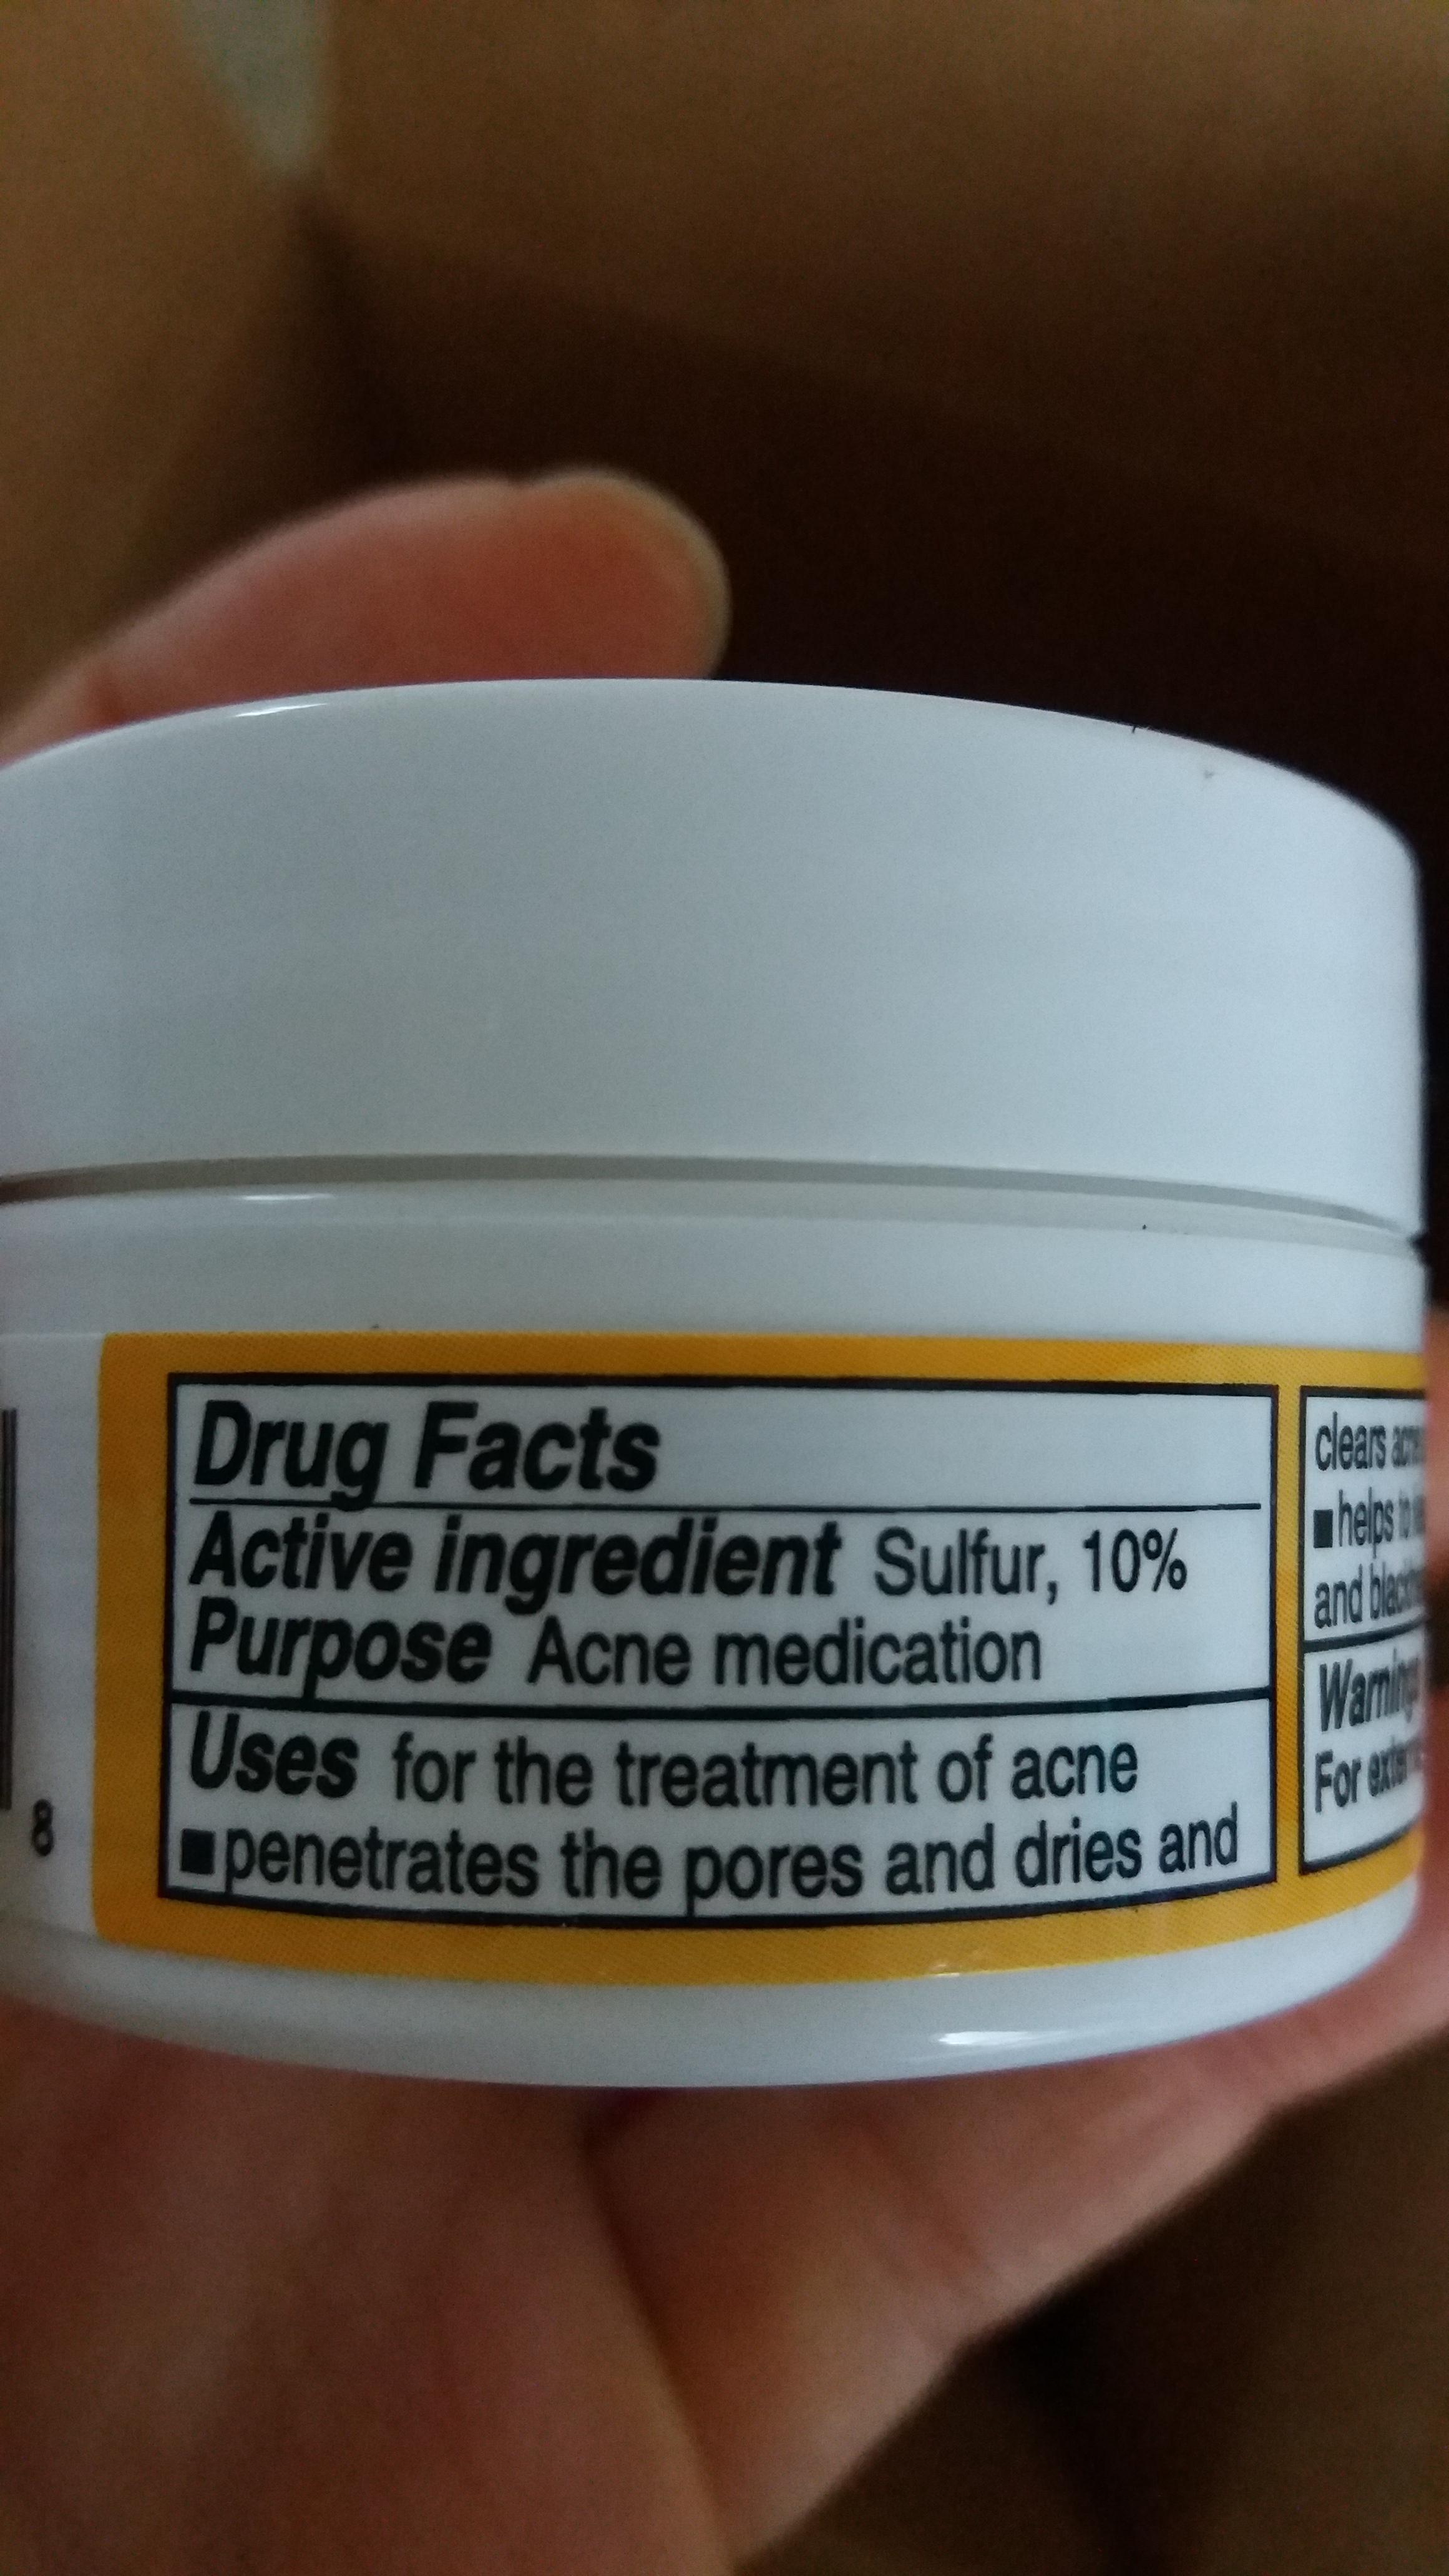 Drug Facts
Active ingredient Sulfur, 10%
Purpose Acne medication
Uses for the treatment of acne
■ penetrates the pores and dries and
8
clears
■ helps to
and
For